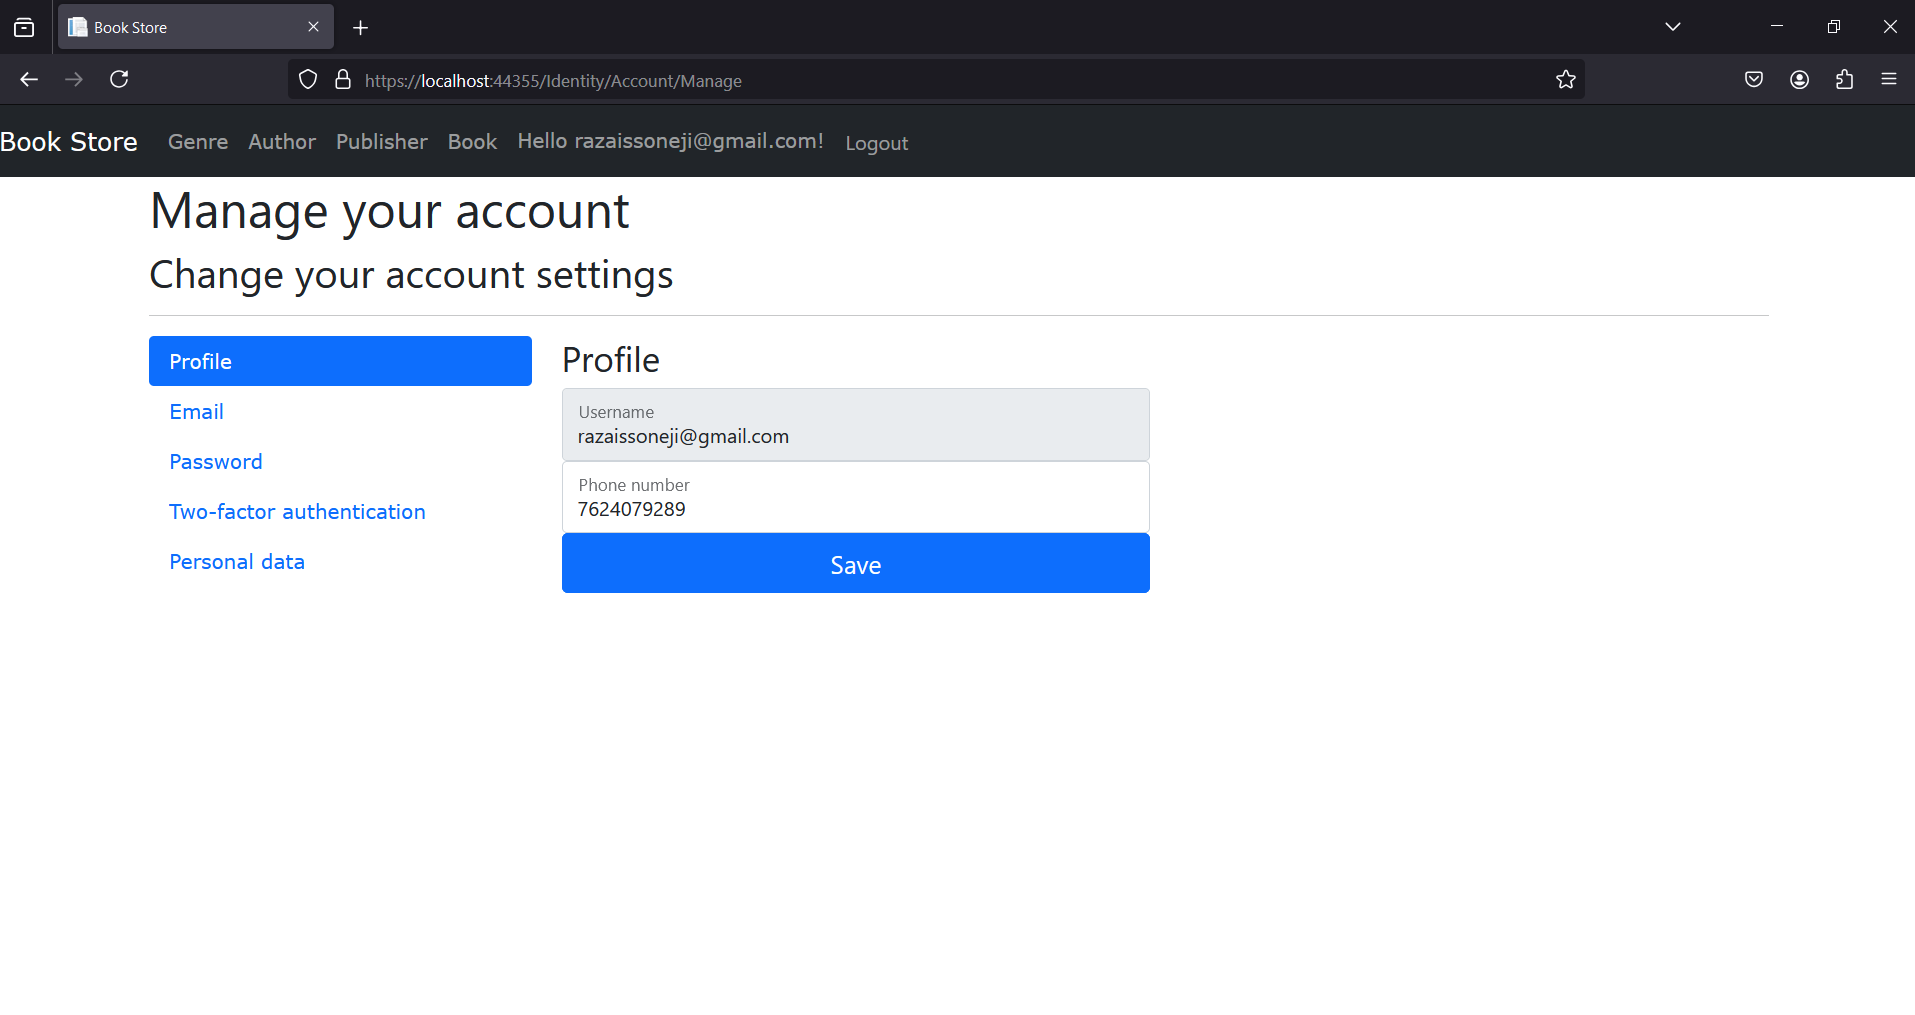 Book Store
https://localhost:44355/Identity/Account/Manage
Book Store Genre Author Publisher Book Hello razaissoneji@gmail.com! Logout
Manage your account
Change your account settings
Profile
Email
Password
Two-factor authentication
Personal data
Profile
Username
razaissoneji@gmail.com
Phone number
7624079289
Save